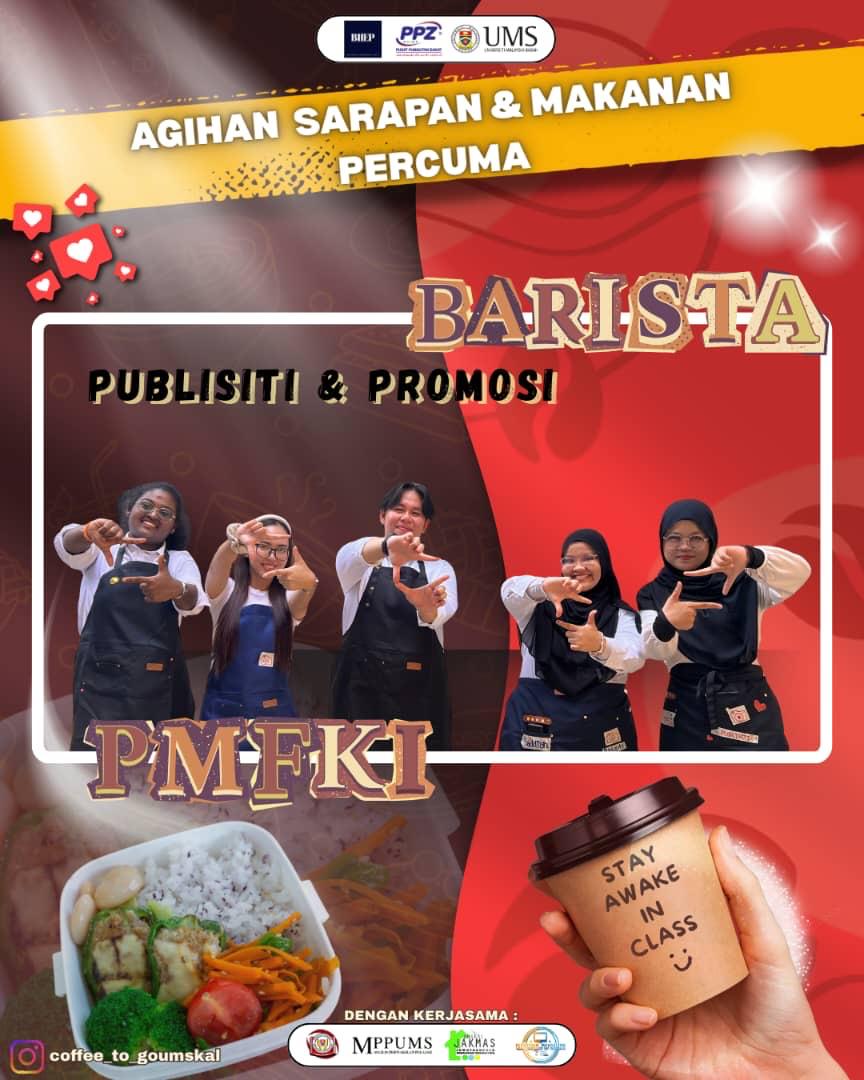 BHEP
PPZ
UMS
AGIHAN SARAPAN & MAKANAN
PERCUMA
BARISTA
PUBLISITI & PROMOSI
PMFKI
STAY
AWAKE
IN
CLASS
DENGAN KERJASAMA :
MPPUMS
JAKMAS
coffee_to_goumskal